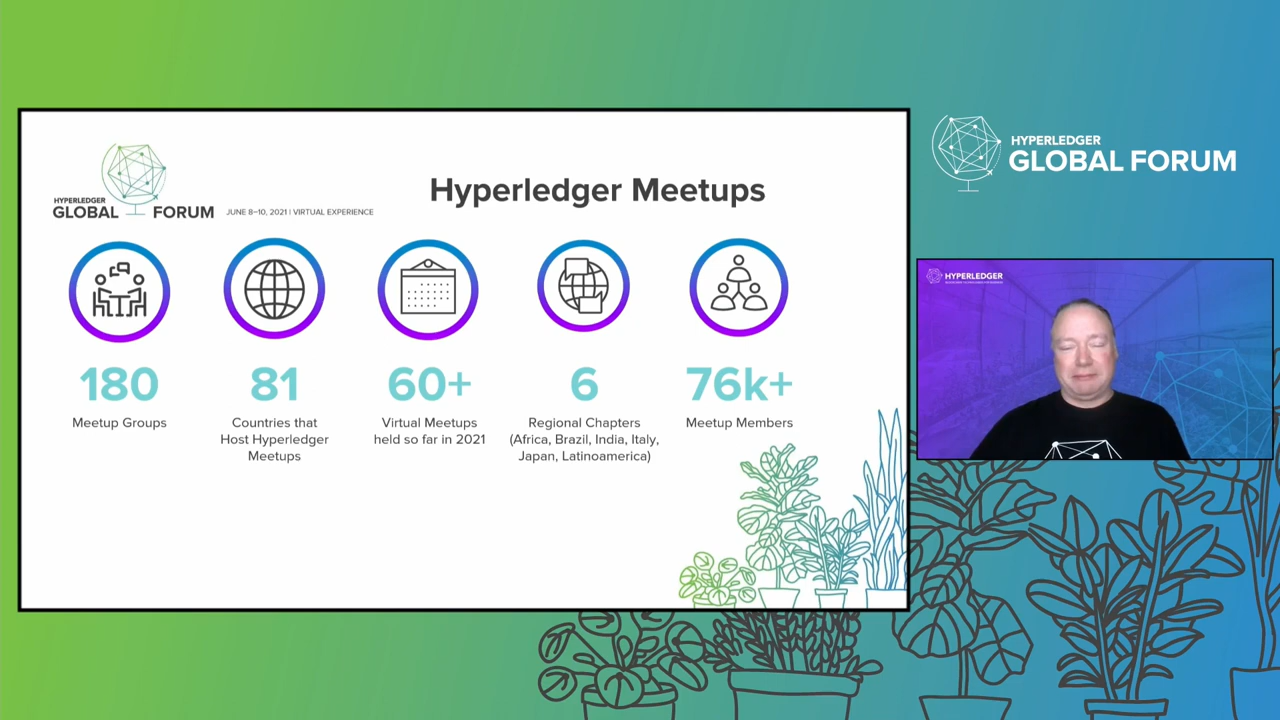 HYPERLEDGER
GLOBAL FORUM
JUNE 8–10, 2021 | VIRTUAL EXPERIENCE
Hyperledger Meetups
180
Meetup Groups
81
Countries that
Host Hyperledger
Meetups
60+
Virtual Meetups
held so far in 2021
6
Regional Chapters
(Africa, Brazil, India, Italy,
Japan, Latinoamerica)
76k+
Meetup Members
HYPERLEDGER
GLOBAL FORUM
HYPERLEDGER